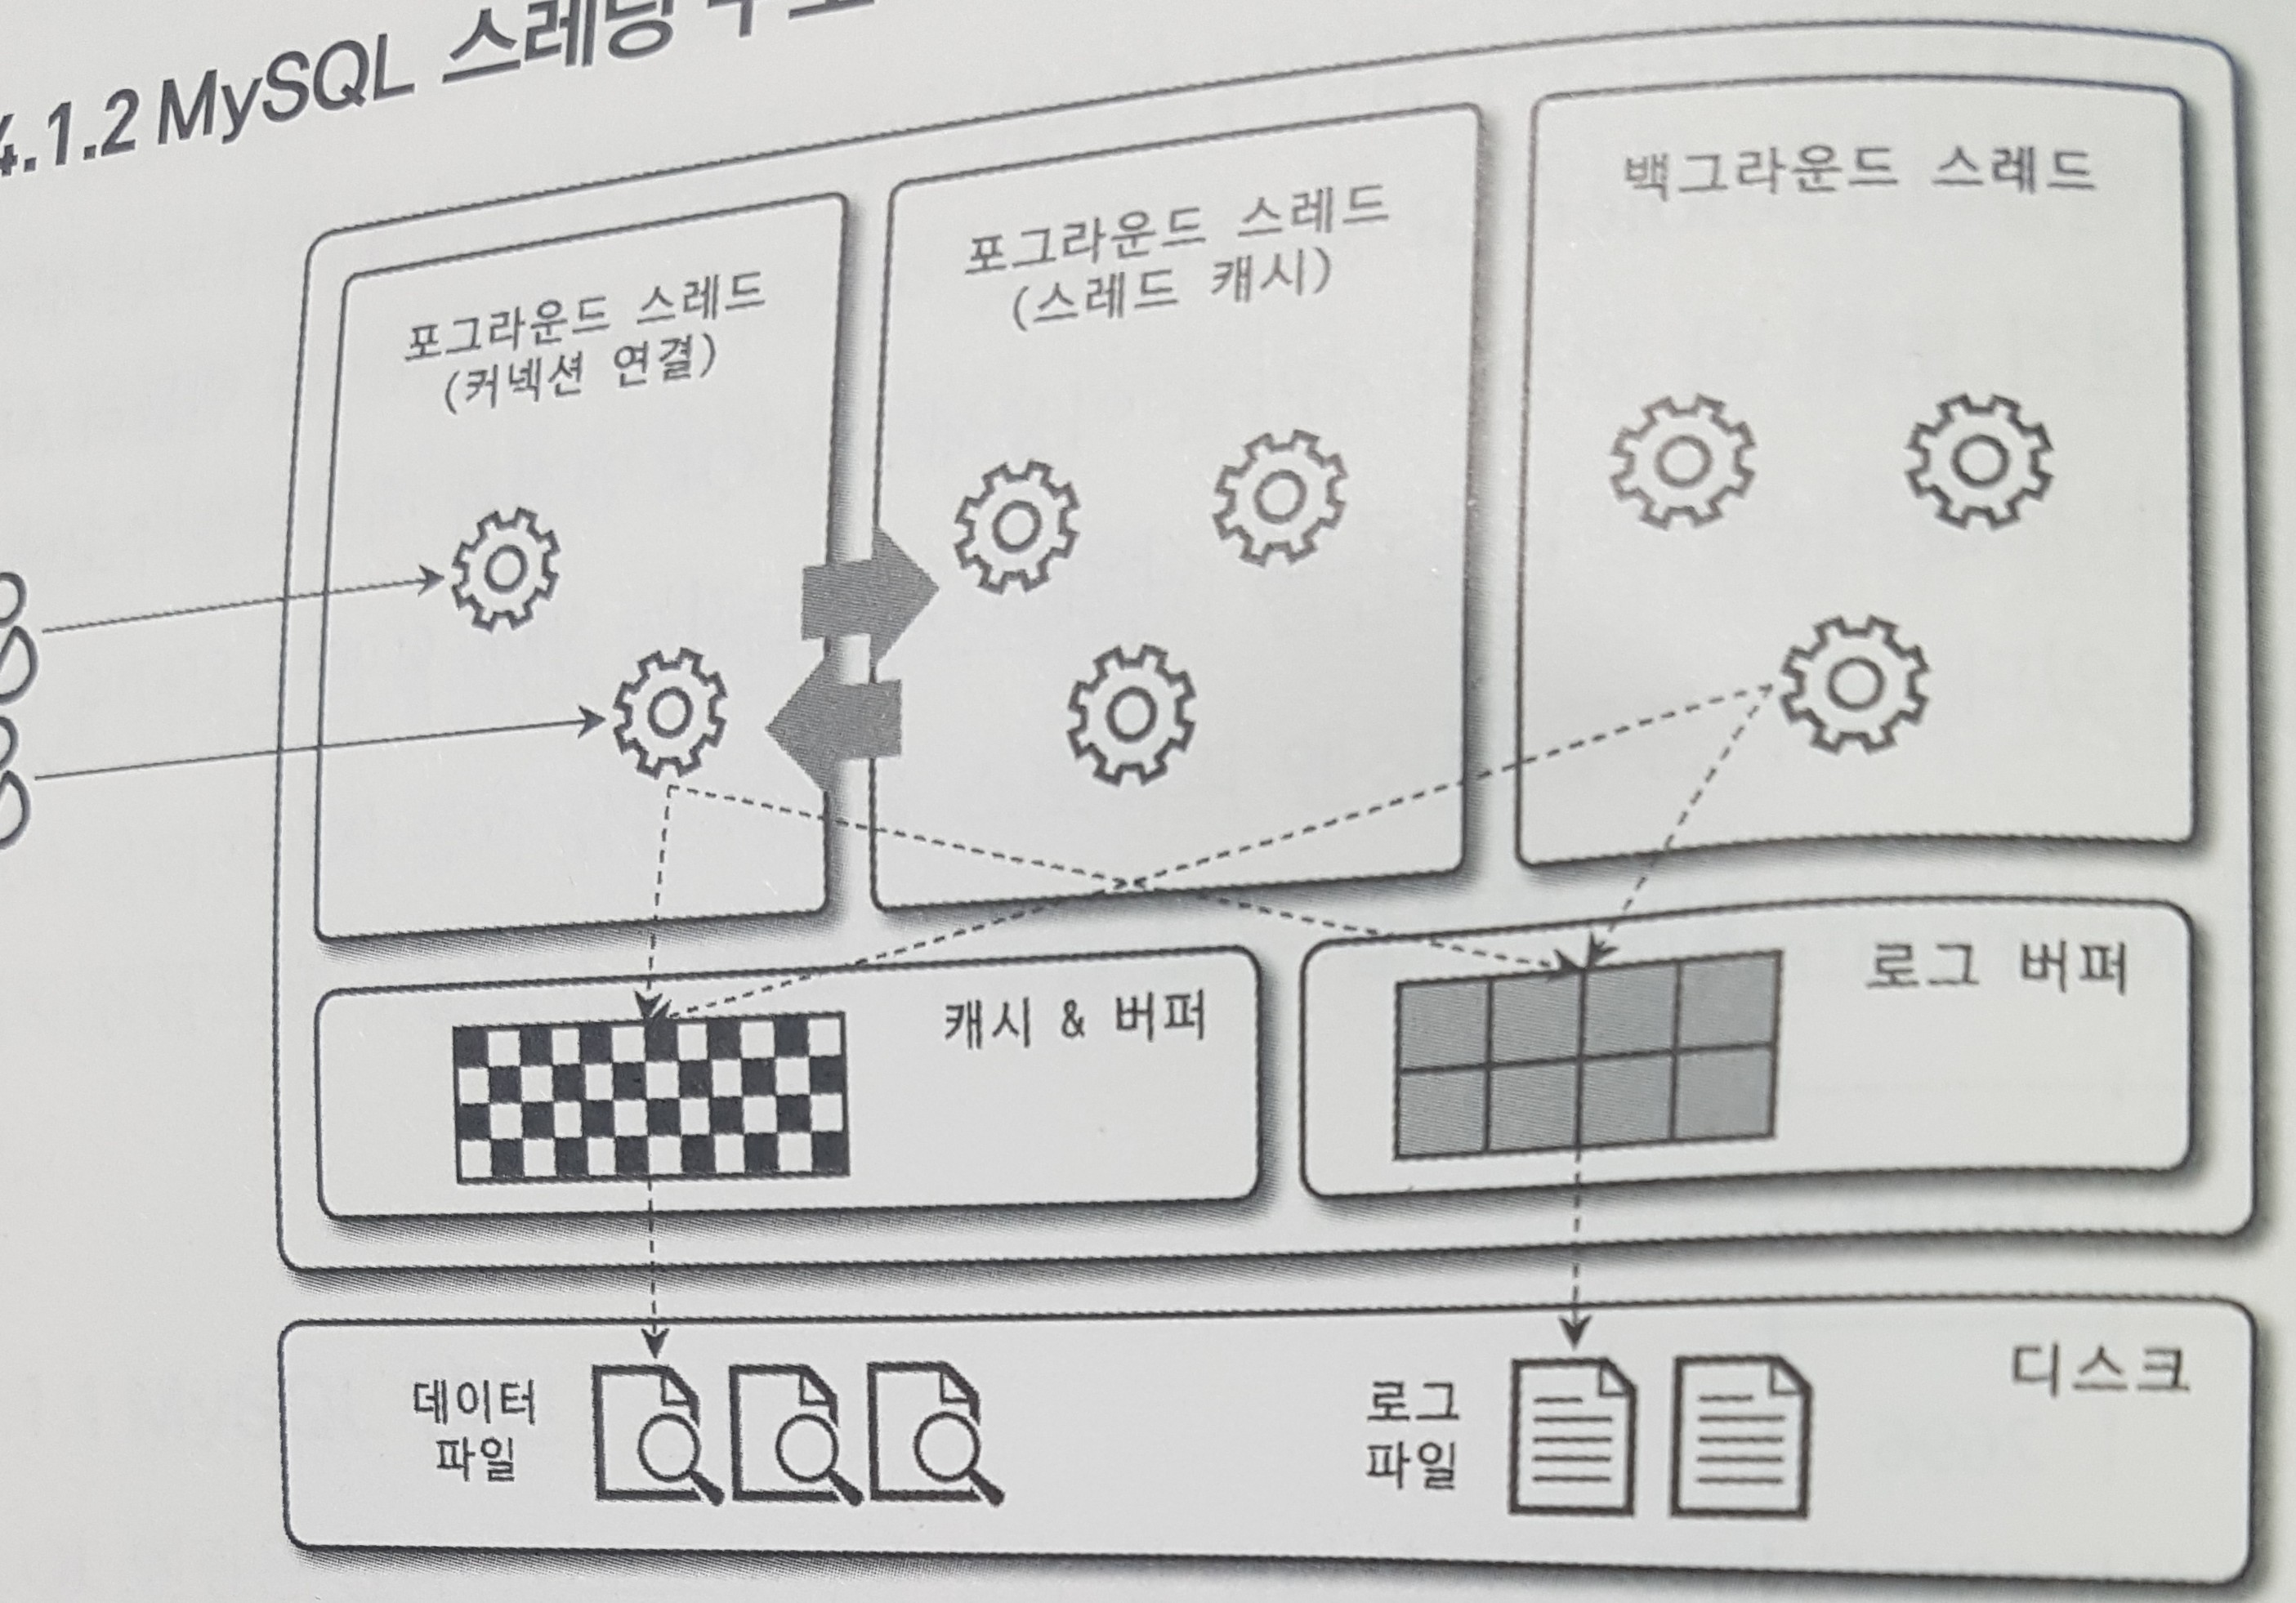 4.1.2 MySQL 스레딩
포그라운드 스레드
(커넥션 연결)
포그라운드 스레드
(스레드 캐시)
백그라운드 스레드
캐시 & 버퍼
로그 버퍼
데이터
파일
로그
파일
디스크